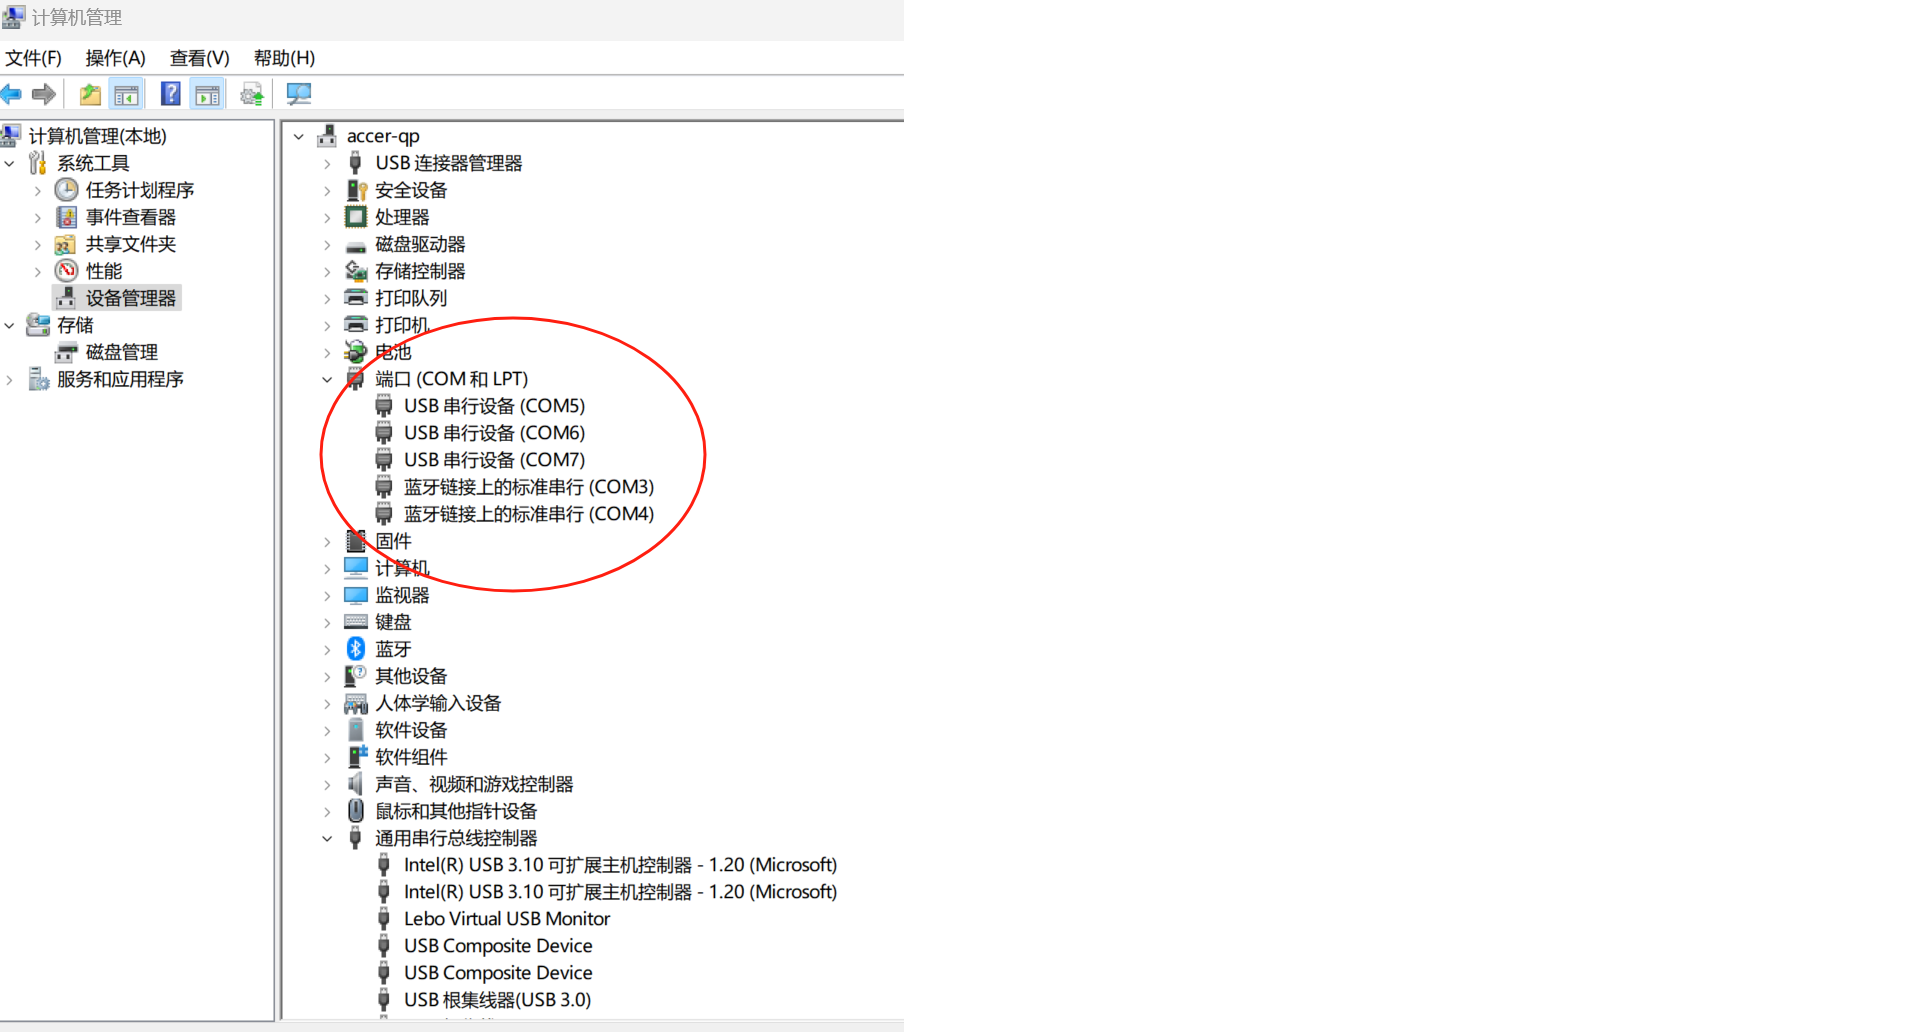 计算机管理
文件(F) 操作(A) 查看(V) 帮助(H)
计算机管理(本地)
系统工具
任务计划程序
事件查看器
共享文件夹
性能
设备管理器
存储
磁盘管理
服务和应用程序
accer-qp
USB 连接器管理器
安全设备
处理器
磁盘驱动器
存储控制器
打印队列
打印机
电池
端口 (COM 和 LPT)
USB 串行设备 (COM5)
USB 串行设备 (COM6)
USB 串行设备 (COM7)
蓝牙链接上的标准串行 (COM3)
蓝牙链接上的标准串行 (COM4)
固件
计算机
监视器
键盘
蓝牙
其他设备
人体学输入设备
软件设备
软件组件
声音、视频和游戏控制器
鼠标和其他指针设备
通用串行总线控制器
Intel(R) USB 3.10 可扩展主机控制器 - 1.20 (Microsoft)
Intel(R) USB 3.10 可扩展主机控制器 - 1.20 (Microsoft)
Lebo Virtual USB Monitor
USB Composite Device
USB Composite Device
USB 根集线器(USB 3.0)